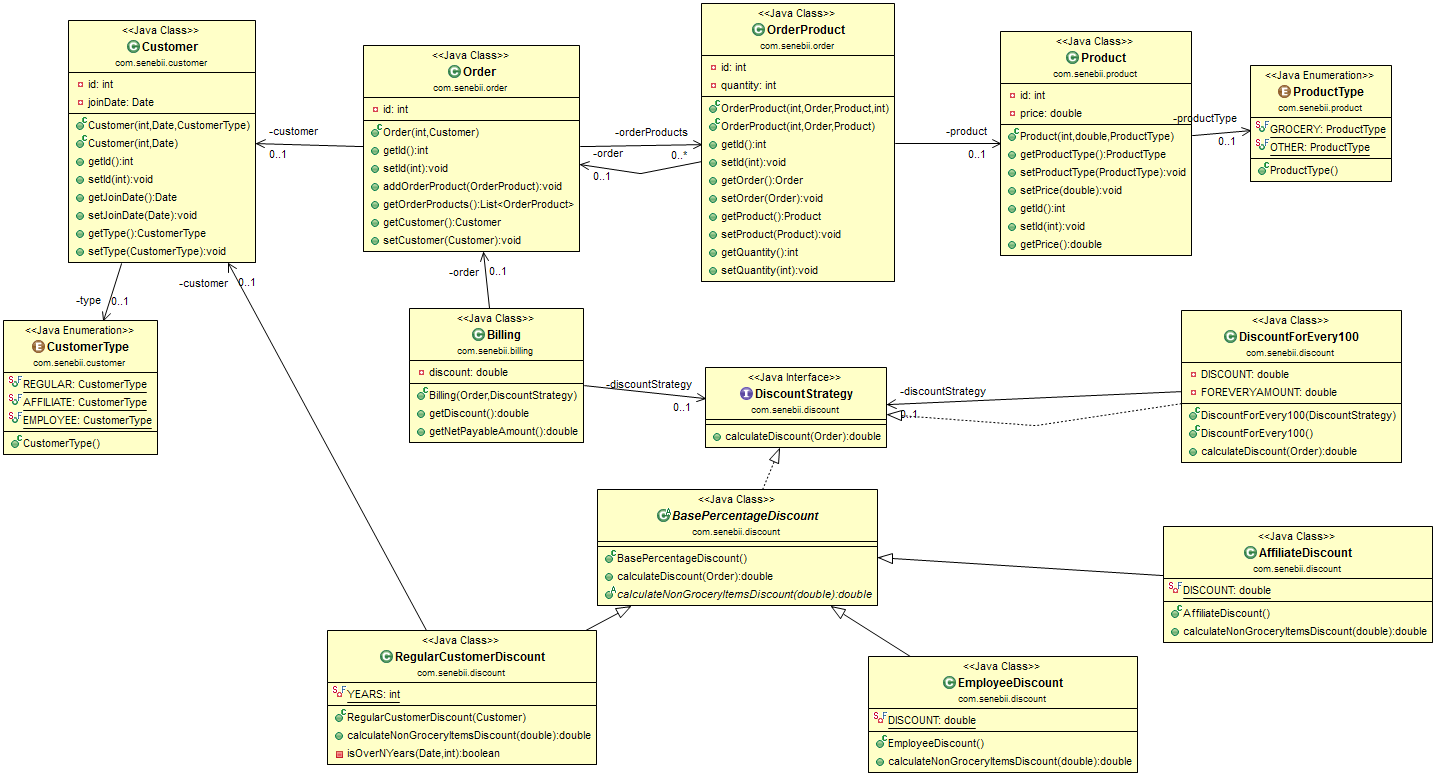 <<Java Class>>
Customer
com.senebii.customer
id: int
joinDate: Date
Customer(int,Date,CustomerType)
Customer(int,Date)
getId():int
setId(int):void
getJoinDate():Date
setJoinDate(Date):void
getType():CustomerType
setType(CustomerType):void
-customer
0..1
<<Java Class>>
Order
com.senebii.order
id: int
Order(int,Customer)
getId():int
setId(int):void
addOrderProduct(OrderProduct):void
getOrderProducts():List<OrderProduct>
getCustomer():Customer
setCustomer(Customer):void
-orderProducts
0..*
-order
0..1
<<Java Class>>
OrderProduct
com.senebii.order
id: int
quantity: int
OrderProduct(int,Order,Product,int)
OrderProduct(int,Order,Product)
getId():int
setId(int):void
getOrder():Order
setOrder(Order):void
getProduct():Product
setProduct(Product):void
getQuantity():int
setQuantity(int):void
-product
0..1
<<Java Class>>
Product
com.senebii.product
id: int
price: double
Product(int,double,ProductType)
getProductType():ProductType
setProductType(ProductType):void
setPrice(double):void
getId():int
setId(int):void
getPrice():double
-productType
0..1
<<Java Enumeration>>
ProductType
com.senebii.product
GROCERY: ProductType
OTHER: ProductType
ProductType()
-type
0..1
-customer
0..1
<<Java Enumeration>>
CustomerType
com.senebii.customer
REGULAR: CustomerType
AFFILIATE: CustomerType
EMPLOYEE: CustomerType
CustomerType()
-order
0..1
<<Java Class>>
Billing
com.senebii.billing
discount: double
Billing(Order,DiscountStrategy)
getDiscount():double
getNetPayableAmount():double
-discountStrategy
0..1
<<Java Interface>>
DiscountStrategy
com.senebii.discount
calculateDiscount(Order):double
-discountStrategy
0..1
<<Java Class>>
DiscountForEvery100
com.senebii.discount
DISCOUNT: double
FOREVERYAMOUNT: double
DiscountForEvery100(DiscountStrategy)
DiscountForEvery100()
calculateDiscount(Order):double
<<Java Class>>
BasePercentageDiscount
com.senebii.discount
BasePercentageDiscount()
calculateDiscount(Order):double
calculateNonGroceryItemsDiscount(double):double
<<Java Class>>
AffiliateDiscount
com.senebii.discount
DISCOUNT: double
AffiliateDiscount()
calculateNonGroceryItemsDiscount(double):double
<<Java Class>>
RegularCustomerDiscount
com.senebii.discount
YEARS: int
RegularCustomerDiscount(Customer)
calculateNonGroceryItemsDiscount(double):double
isOverNYears(Date,int):boolean
<<Java Class>>
EmployeeDiscount
com.senebii.discount
DISCOUNT: double
EmployeeDiscount()
calculateNonGroceryItemsDiscount(double):double